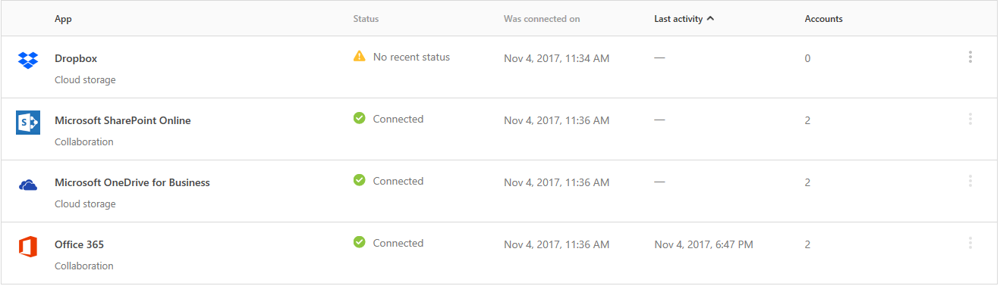 App Status Was connected on Last activity Accounts
Dropbox No recent status Nov 4, 2017, 11:34 AM — 0
Cloud storage
Microsoft SharePoint Online Connected Nov 4, 2017, 11:36 AM — 2
Collaboration
Microsoft OneDrive for Business Connected Nov 4, 2017, 11:36 AM — 2
Cloud storage
Office 365 Connected Nov 4, 2017, 11:36 AM Nov 4, 2017, 6:47 PM 2
Collaboration